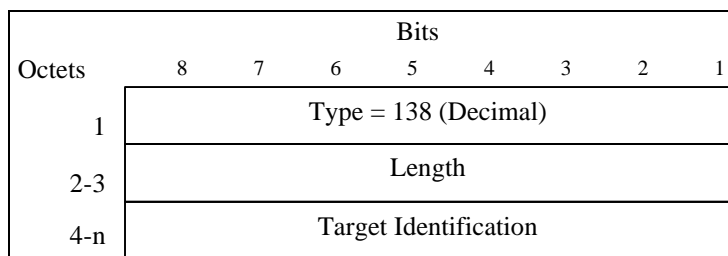 Bits
Octets 8 7 6 5 4 3 2 1
1 Type = 138 (Decimal)
2-3 Length
4-n Target Identification